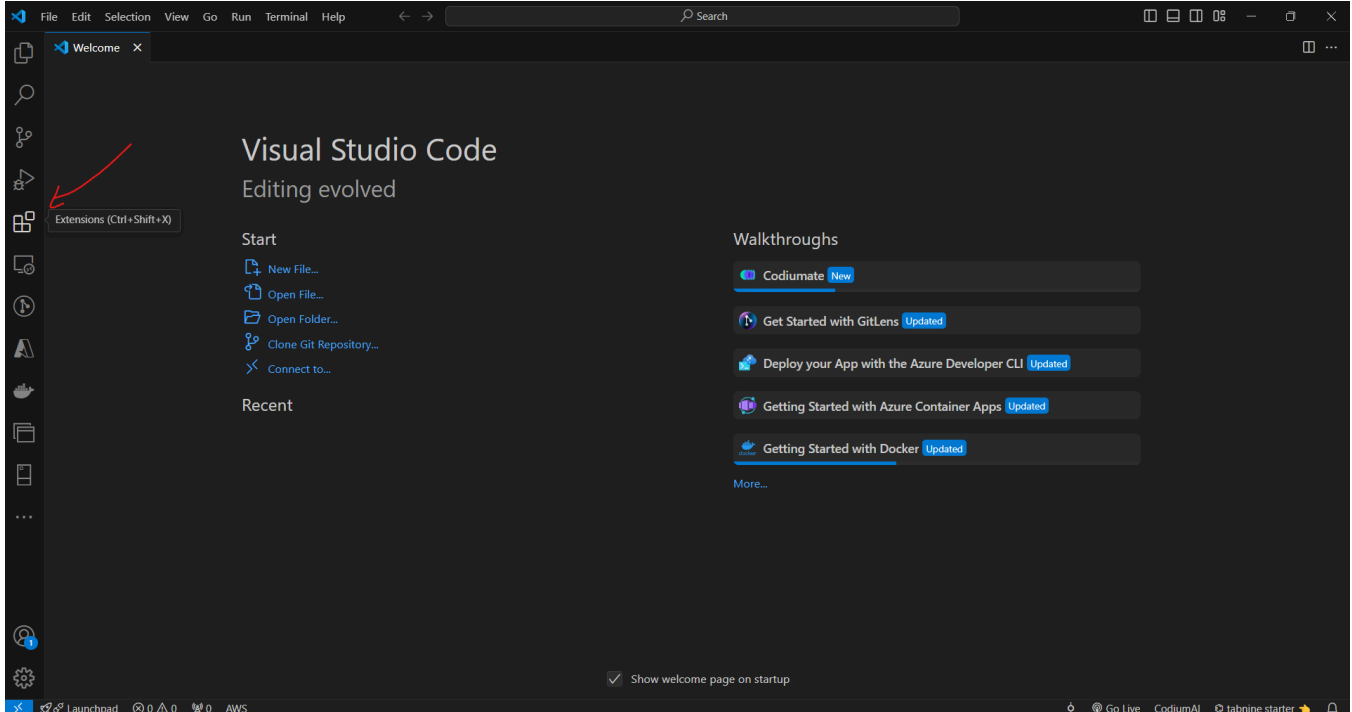 File Edit Selection View Go Run Terminal Help
Search
Welcome
Visual Studio Code
Editing evolved
Extensions (Ctrl+Shift+X)
Start
New File...
Open File...
Open Folder...
Clone Git Repository...
Connect to...
Recent
Walkthroughs
Codiumate New
Get Started with GitLens Updated
Deploy your App with the Azure Developer CLI Updated
Getting Started with Azure Container Apps Updated
docker Getting Started with Docker Updated
More...
1
Show welcome page on startup
Launchpad 0 0 0 AWS Go Live CodiumAI tabnine starter